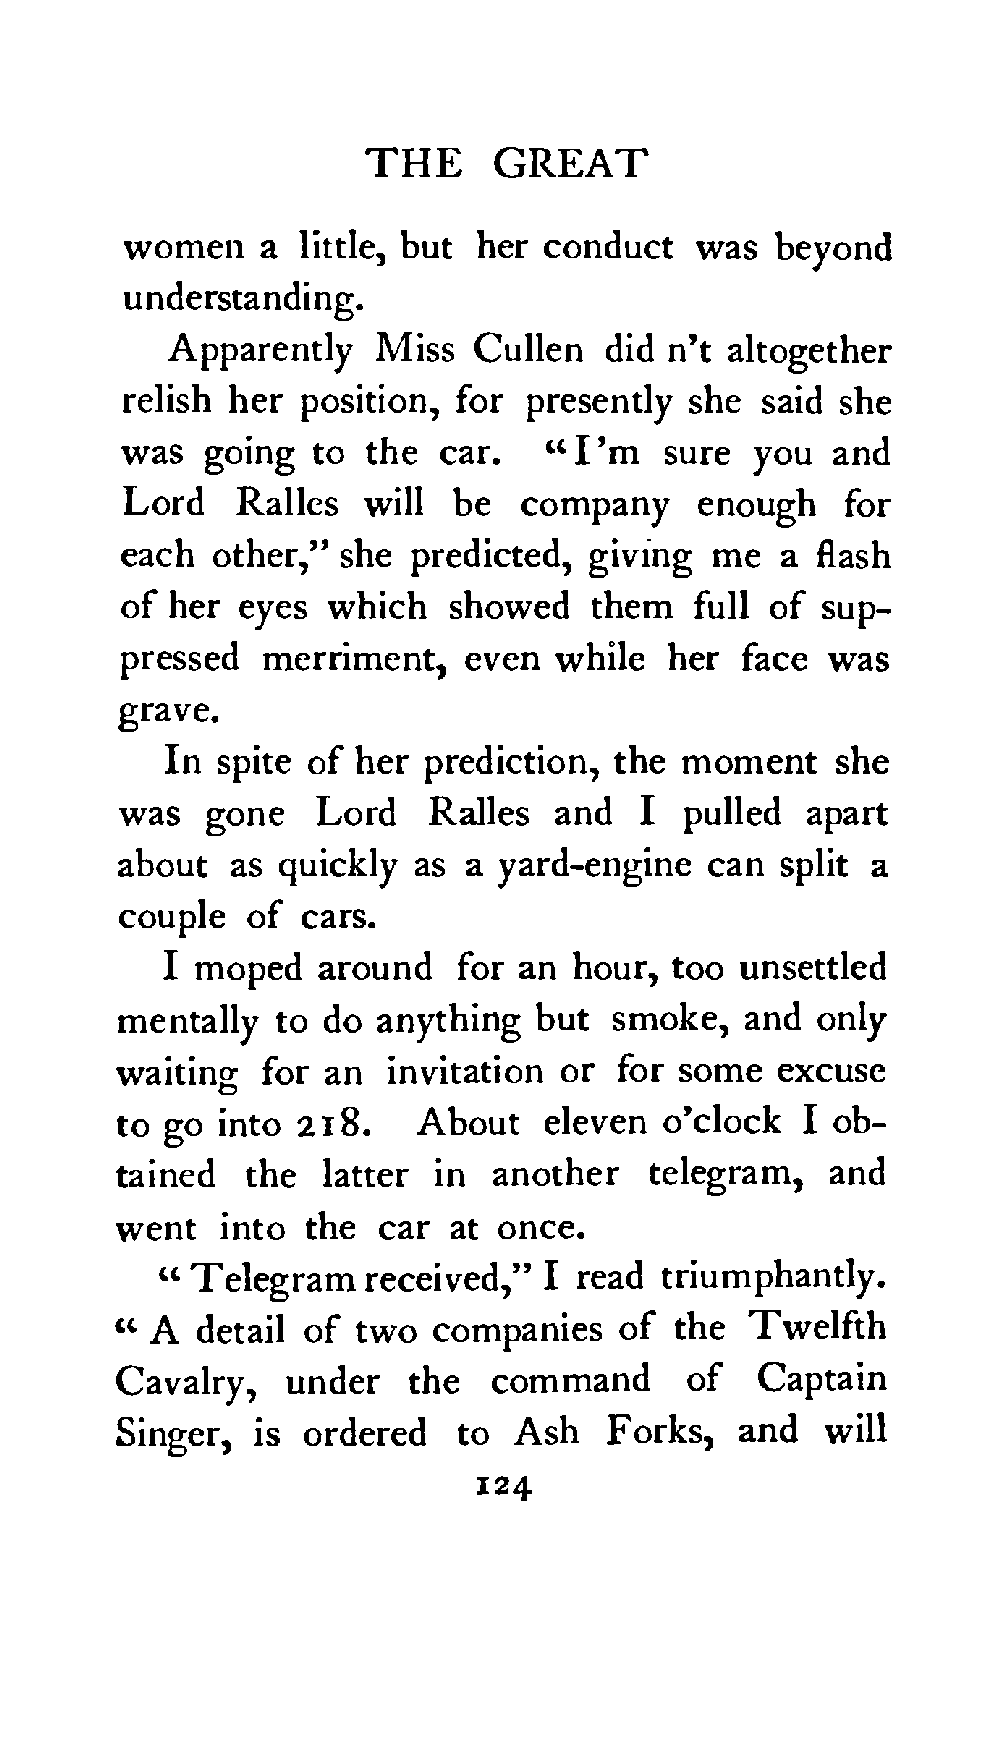 THE GREAT
women a little, but her conduct was beyond
understanding.
Apparently Miss Cullen did n't altogether
relish her position, for presently she said she
was going to the car. "I'm sure you and
Lord Ralles will be company enough for
each other," she predicted, giving me a flash
of her eyes which showed them full of sup-
pressed merriment, even while her face was
grave.
In spite of her prediction, the moment she
was gone Lord Ralles and I pulled apart
about as quickly as a yard-engine can split a
couple of cars.
I moped around for an hour, too unsettled
mentally to do anything but smoke, and only
waiting for an invitation or for some excuse
to go into 218. About eleven o'clock I ob-
tained the latter in another telegram, and
went into the car at once.
"Telegram received," I read triumphantly.
"A detail of two companies of the Twelfth
Cavalry, under the command of Captain
Singer, is ordered to Ash Forks, and will
124